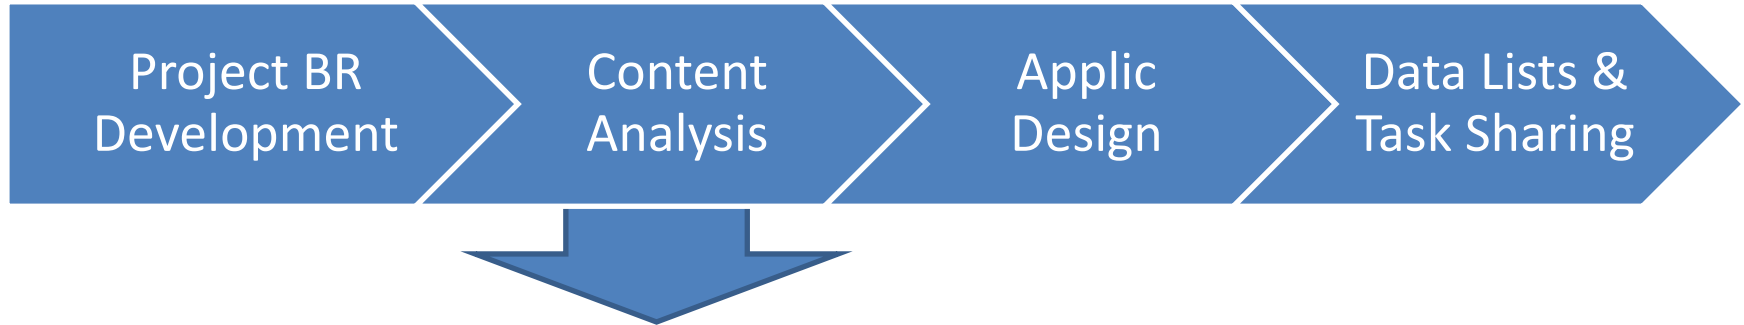 Project BR
Development
Content
Analysis
Applic
Design
Data Lists &
Task Sharing